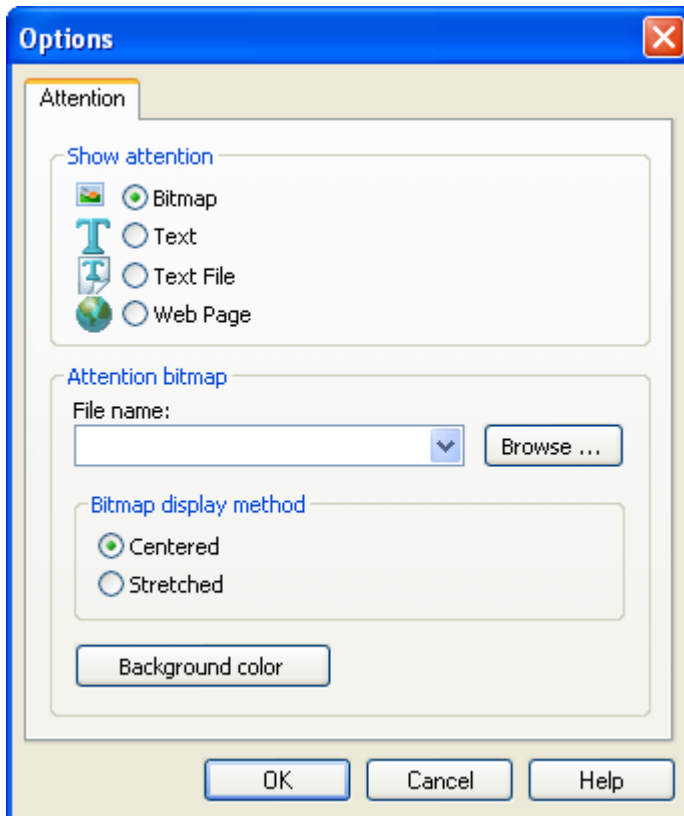 Options
Attention
Show attention
Bitmap
Text
Text File
Web Page
Attention bitmap
File name:
Browse ...
Bitmap display method
Centered
Stretched
Background color
OK Cancel Help